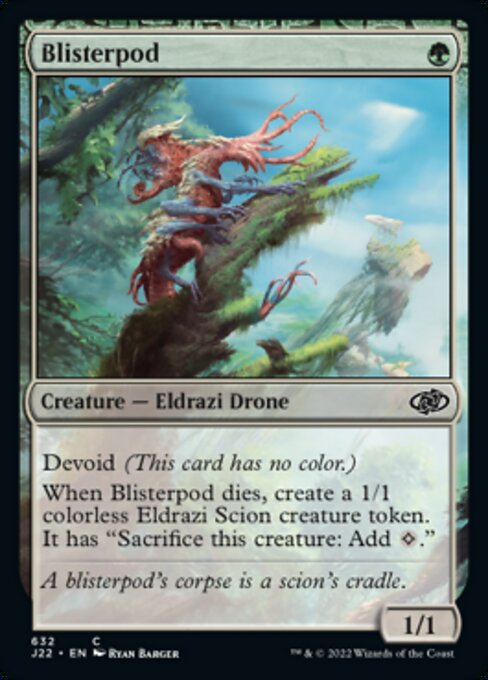 Blisterpod
Creature — Eldrazi Drone
Devoid (This card has no color.)
When Blisterpod dies, create a 1/1
colorless Eldrazi Scion creature token.
It has “Sacrifice this creature: Add .”
A blisterpod’s corpse is a scion’s cradle.
1/1
632 C
J22 • EN Ryan Barger
™ & © 2022 Wizards of the Coast